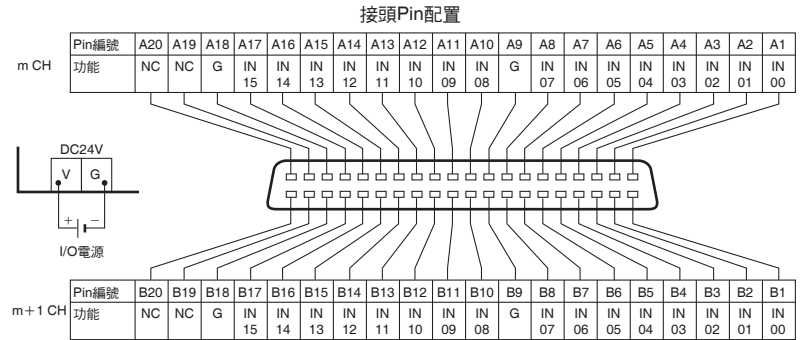 接頭Pin配置
Pin編號 A20 A19 A18 A17 A16 A15 A14 A13 A12 A11 A10 A9 A8 A7 A6 A5 A4 A3 A2 A1
m CH 功能 NC NC G IN 15 IN 14 IN 13 IN 12 IN 11 IN 10 IN 09 IN 08 G IN 07 IN 06 IN 05 IN 04 IN 03 IN 02 IN 01 IN 00
DC24V
V G
+ −
I/O電源
Pin編號 B20 B19 B18 B17 B16 B15 B14 B13 B12 B11 B10 B9 B8 B7 B6 B5 B4 B3 B2 B1
m+1 CH 功能 NC NC G IN 15 IN 14 IN 13 IN 12 IN 11 IN 10 IN 09 IN 08 G IN 07 IN 06 IN 05 IN 04 IN 03 IN 02 IN 01 IN 00